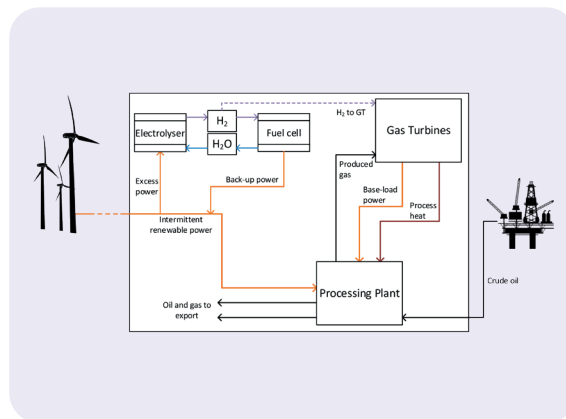 Electrolyser
H₂
H₂O
Fuel cell
H₂ to GT
Gas Turbines
Excess
power
Back-up power
Produced
gas
Base-load
power
Process
heat
Intermittent
renewable power
Processing Plant
Oil and gas to
export
Crude oil